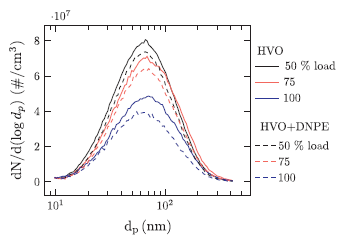 ·10⁷
8
6
4
2
0
10¹
10²
dN/d(log dₚ) (#/cm³)
dₚ (nm)
HVO
50 % load
75
100
HVO+DNPE
50 % load
75
100